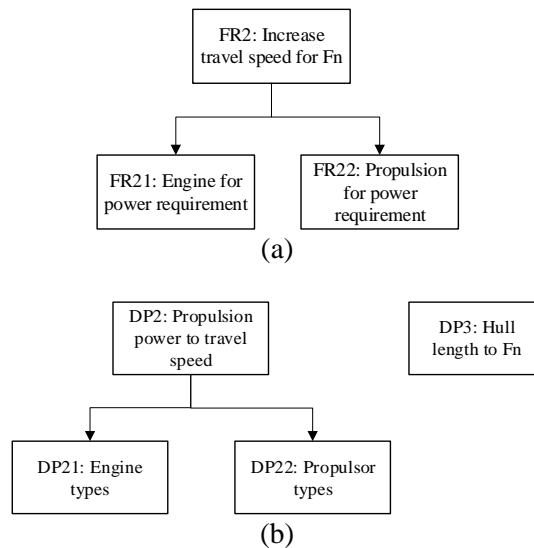 FR2: Increase
travel speed for Fn
FR21: Engine for
power requirement
FR22: Propulsion
for power
requirement
(a)
DP2: Propulsion
power to travel
speed
DP3: Hull
length to Fn
DP21: Engine
types
DP22: Propulsor
types
(b)